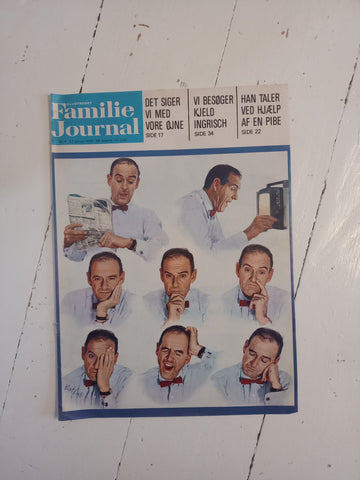 ILLUSTRERET
Familie
Journal
DET SIGER
VI MED
VORE ØJNE
SIDE 17
VI BESØGER
KJELD
INGRISCH
SIDE 34
HAN TALER
VED HJÆLP
AF EN PIBE
SIDE 22